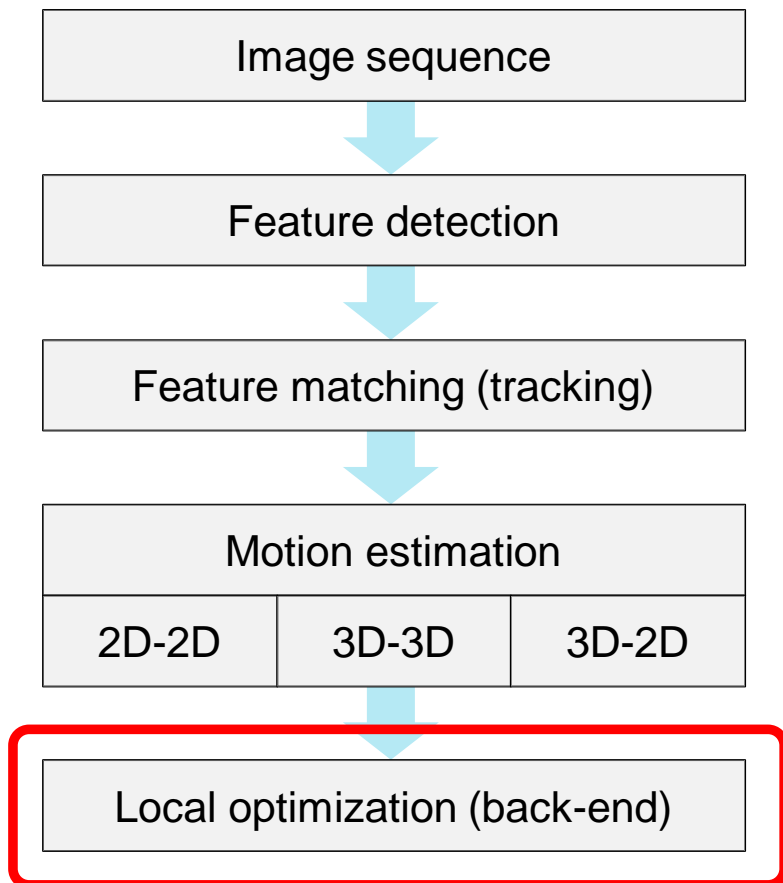 Image sequence
Feature detection
Feature matching (tracking)
Motion estimation
2D-2D 3D-3D 3D-2D
Local optimization (back-end)